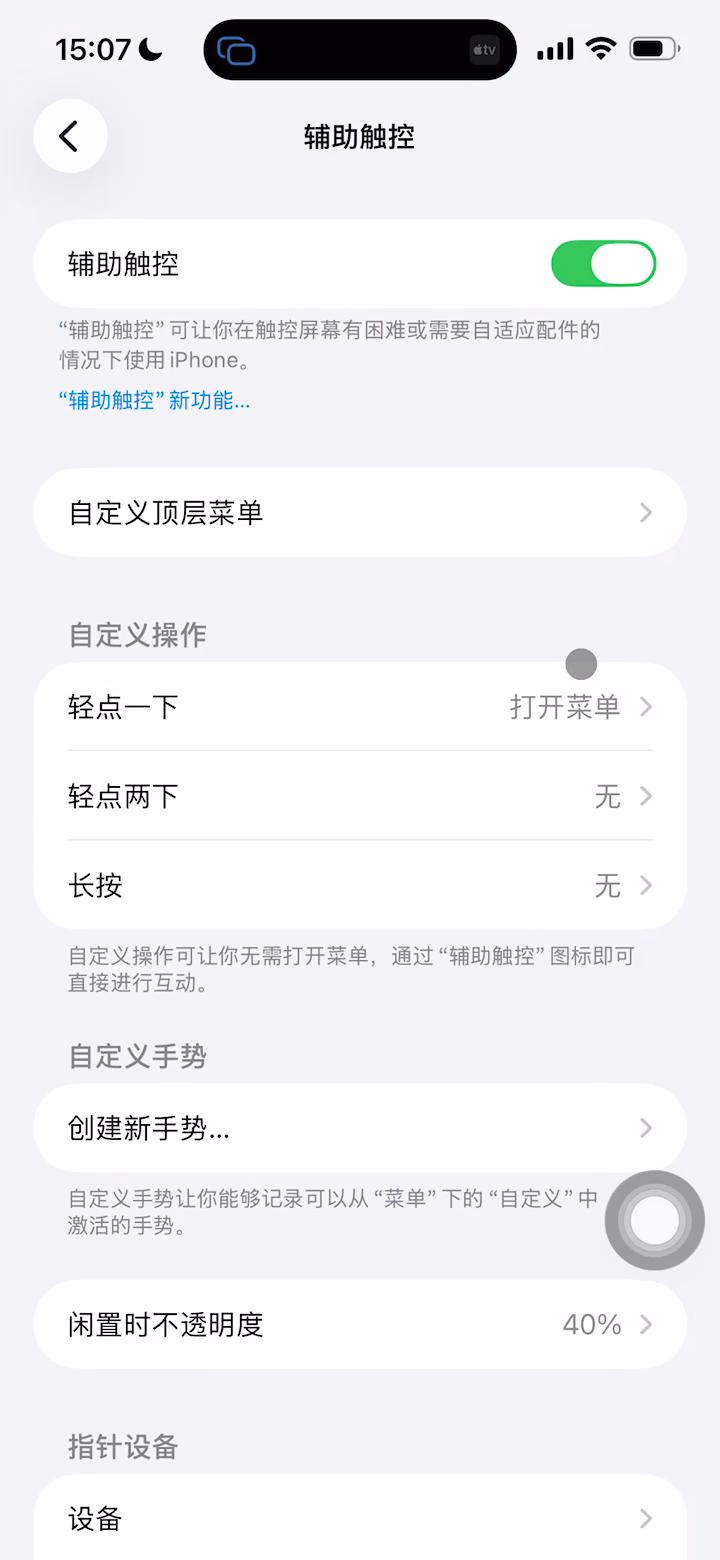 15:07
tv
辅助触控
辅助触控
“辅助触控”可让你在触控屏幕有困难或需要自适应配件的
情况下使用 iPhone。
“辅助触控”新功能...
自定义顶层菜单
自定义操作
轻点一下 打开菜单
轻点两下 无
长按 无
自定义操作可让你无需打开菜单，通过“辅助触控”图标即可
直接进行互动。
自定义手势
创建新手势...
自定义手势让你能够记录可以从“菜单”下的“自定义”中
激活的手势。
闲置时不透明度 40%
指针设备
设备